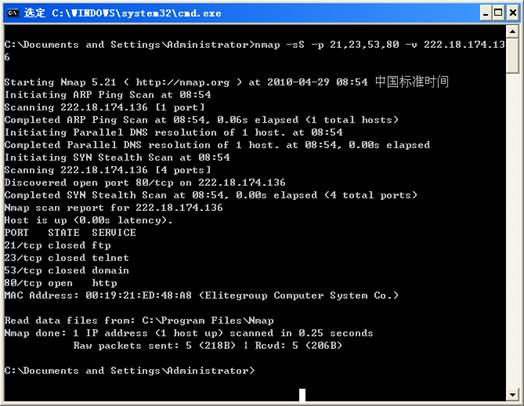 选定 C:\WINDOWS\system32\cmd.exe
C:\Documents and Settings\Administrator>nmap -sS -p 21,23,53,80 -v 222.18.174.13
6
Starting Nmap 5.21 ( http://nmap.org ) at 2010-04-29 08:54 中国标准时间
Initiating ARP Ping Scan at 08:54
Scanning 222.18.174.136 [1 port]
Completed ARP Ping Scan at 08:54, 0.06s elapsed (1 total hosts)
Initiating Parallel DNS resolution of 1 host. at 08:54
Completed Parallel DNS resolution of 1 host. at 08:54, 0.00s elapsed
Initiating SYN Stealth Scan at 08:54
Scanning 222.18.174.136 [4 ports]
Discovered open port 80/tcp on 222.18.174.136
Completed SYN Stealth Scan at 08:54, 0.00s elapsed (4 total ports)
Nmap scan report for 222.18.174.136
Host is up (0.00s latency).
PORT   STATE  SERVICE
21/tcp closed ftp
23/tcp closed telnet
53/tcp closed domain
80/tcp open   http
MAC Address: 00:19:21:ED:48:A8 (Elitegroup Computer System Co.)
Read data files from: C:\Program Files\Nmap
Nmap done: 1 IP address (1 host up) scanned in 0.25 seconds
           Raw packets sent: 5 (218B) | Rcvd: 5 (206B)
C:\Documents and Settings\Administrator>